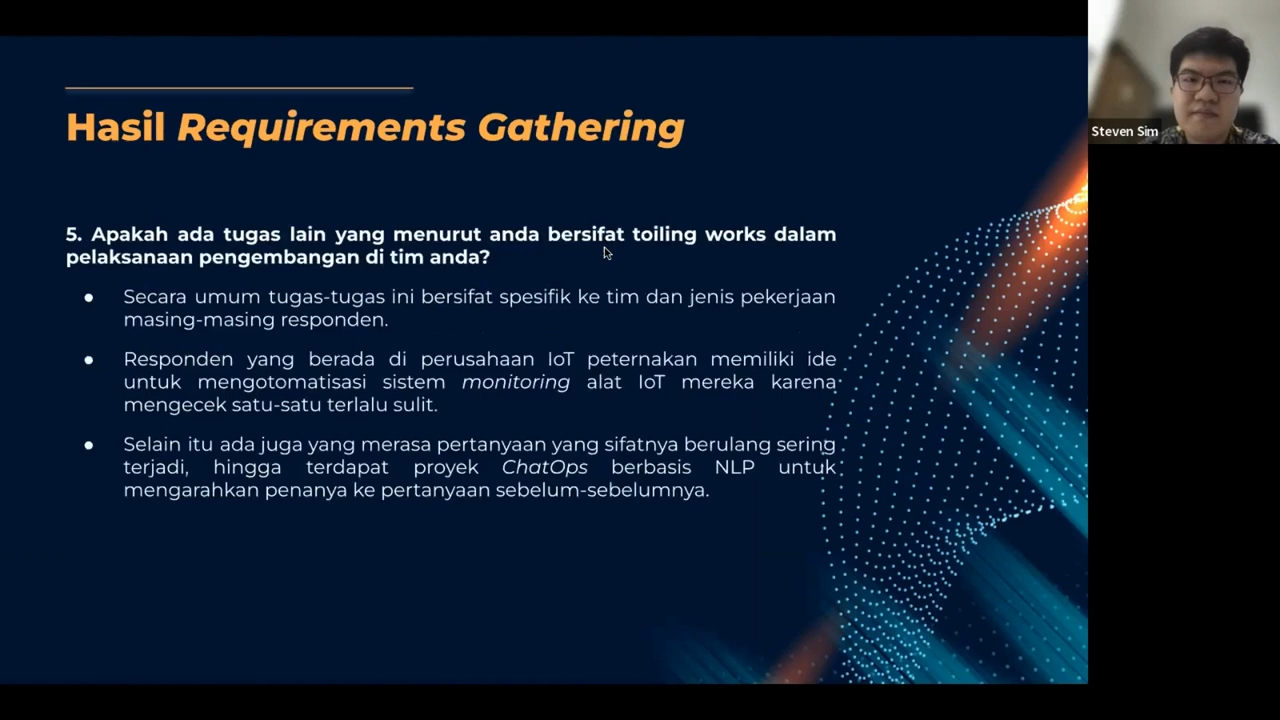 Hasil Requirements Gathering
5. Apakah ada tugas lain yang menurut anda bersifat toiling works dalam
pelaksanaan pengembangan di tim anda?
● Secara umum tugas-tugas ini bersifat spesifik ke tim dan jenis pekerjaan
masing-masing responden.
● Responden yang berada di perusahaan IoT peternakan memiliki ide
untuk mengotomatisasi sistem monitoring alat IoT mereka karena
mengecek satu-satu terlalu sulit.
● Selain itu ada juga yang merasa pertanyaan yang sifatnya berulang sering
terjadi, hingga terdapat proyek ChatOps berbasis NLP untuk
mengarahkan penanya ke pertanyaan sebelum-sebelumnya.
Steven Sim